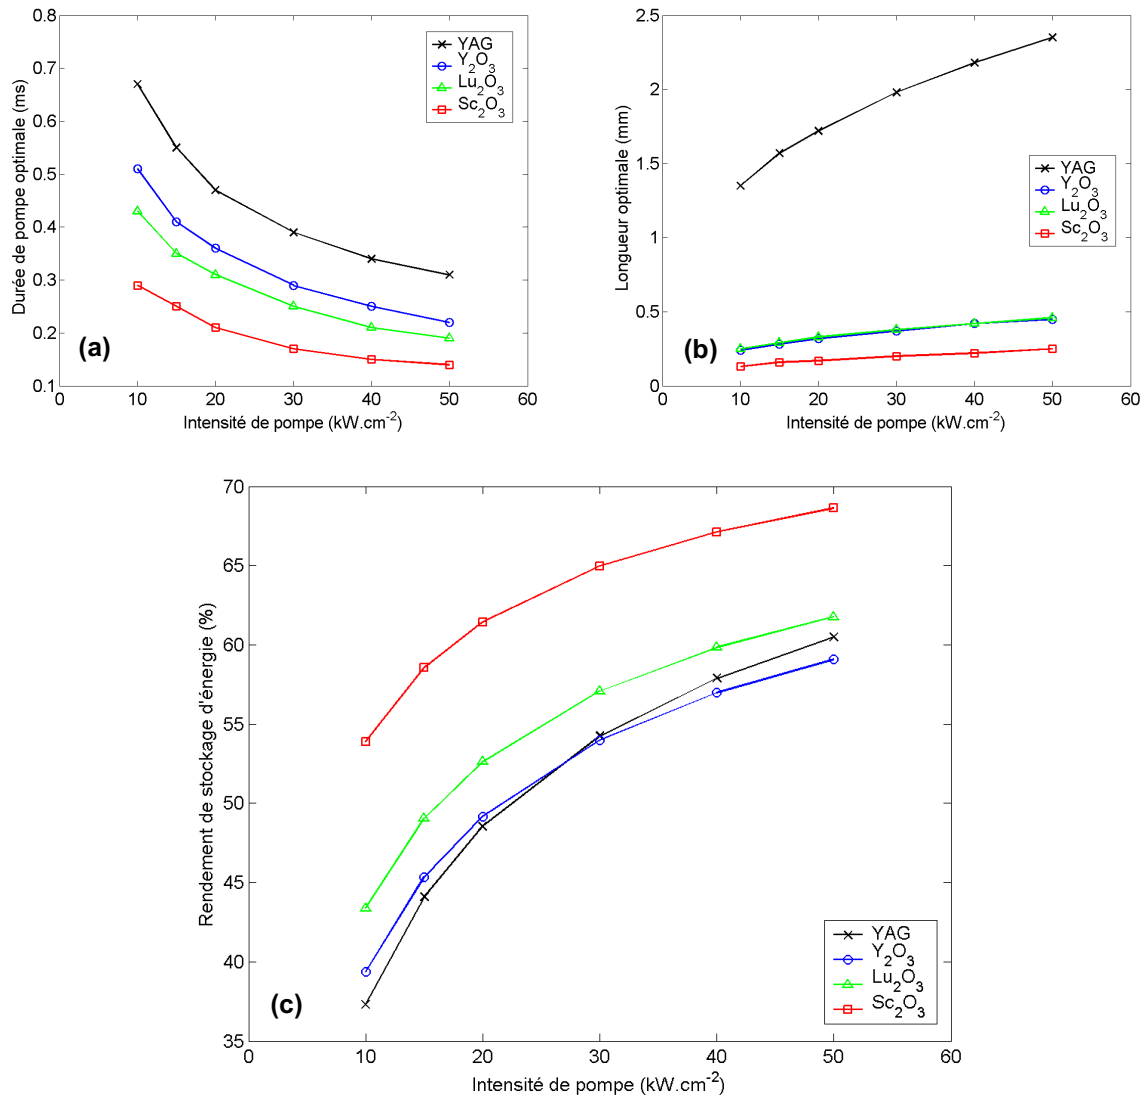 0.8
0.7
0.6
0.5
0.4
0.3
0.2
0.1
0 10 20 30 40 50 60
Durée de pompe optimale (ms)
Intensité de pompe (kW.cm⁻²)
YAG
Y₂O₃
Lu₂O₃
Sc₂O₃
(a)
2.5
2
1.5
1
0.5
0
0 10 20 30 40 50 60
Longueur optimale (mm)
Intensité de pompe (kW.cm⁻²)
YAG
Y₂O₃
Lu₂O₃
Sc₂O₃
(b)
70
65
60
55
50
45
40
35
0 10 20 30 40 50 60
Rendement de stockage d'énergie (%)
Intensité de pompe (kW.cm⁻²)
YAG
Y₂O₃
Lu₂O₃
Sc₂O₃
(c)